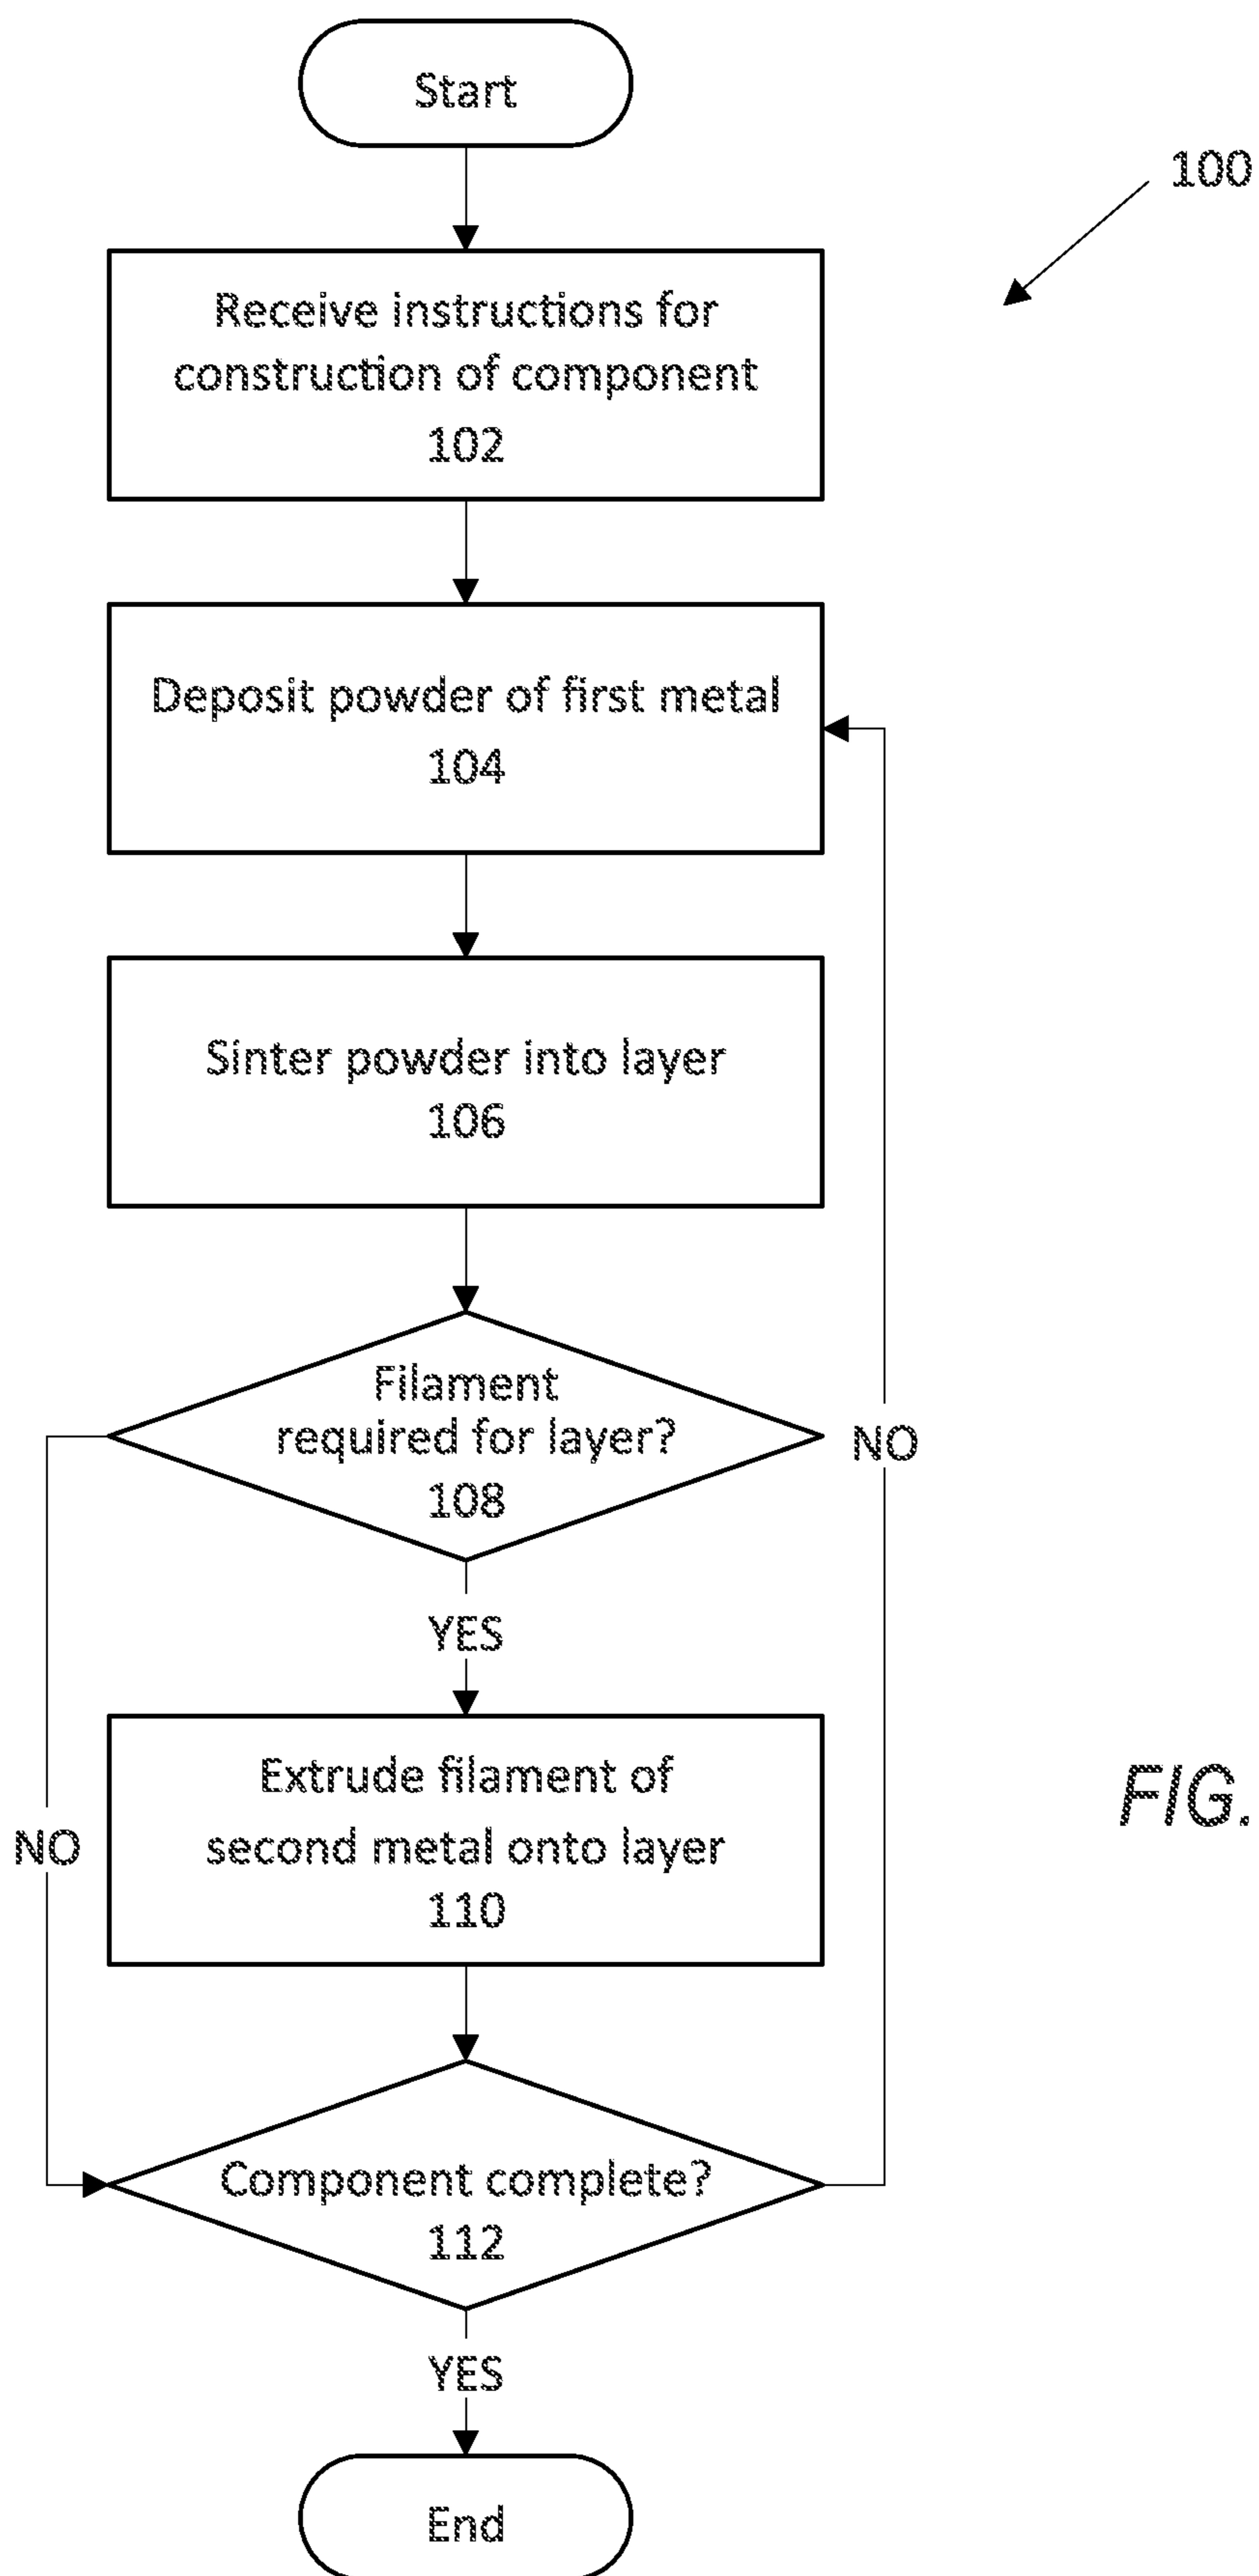 Start
100
Receive instructions for
construction of component
102
Deposit powder of first metal
104
Sinter powder into layer
106
Filament
required for layer?
108
NO
YES
Extrude filament of
second metal onto layer
110
FIG.
NO
Component complete?
112
YES
End